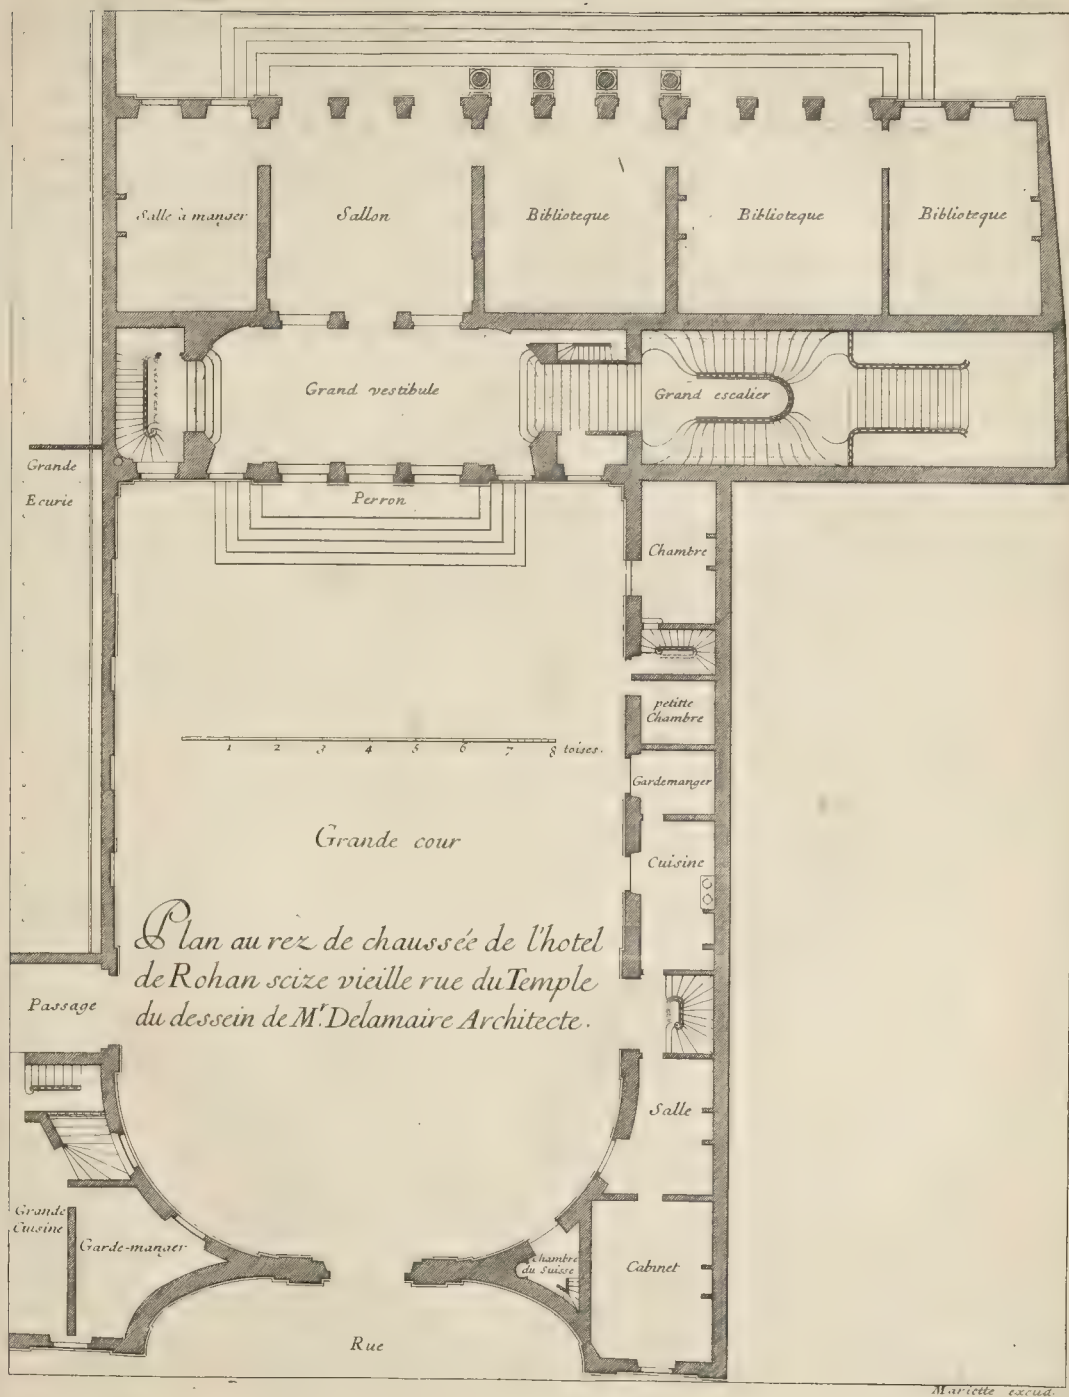 Salle à manger
Sallon
Biblioteque
Biblioteque
Biblioteque
Grand vestibule
Grand escalier
Grande
Ecurie
Perron
Chambre
petitte
Chambre
1 2 3 4 5 6 7 8 toises.
Gardemanger
Grande cour
Cuisine
Plan au rez de chaussée de l'hotel
de Rohan scize vieille rue du Temple
du dessein de Mr. Delamaire Architecte.
Passage
Salle
Grande
Cuisine
Garde-manger
Chambre
du Suisse
Cabinet
Rue
Mariette excud.